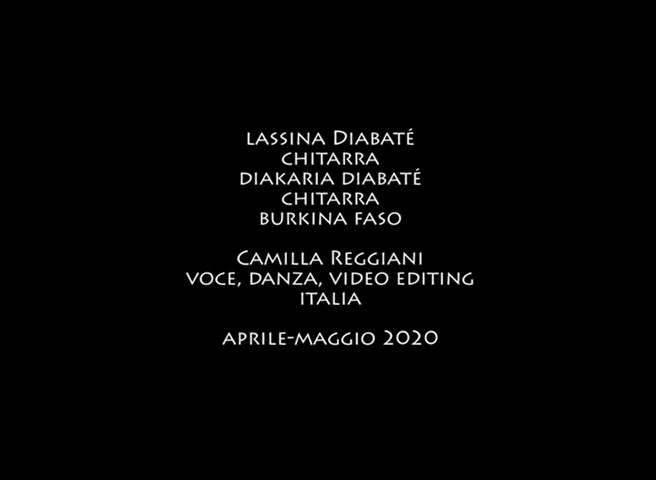 LASSINA DIABATÉ
CHITARRA
DIAKARIA DIABATÉ
CHITARRA
BURKINA FASO
CAMILLA REGGIANI
VOCE, DANZA, VIDEO EDITING
ITALIA
APRILE-MAGGIO 2020